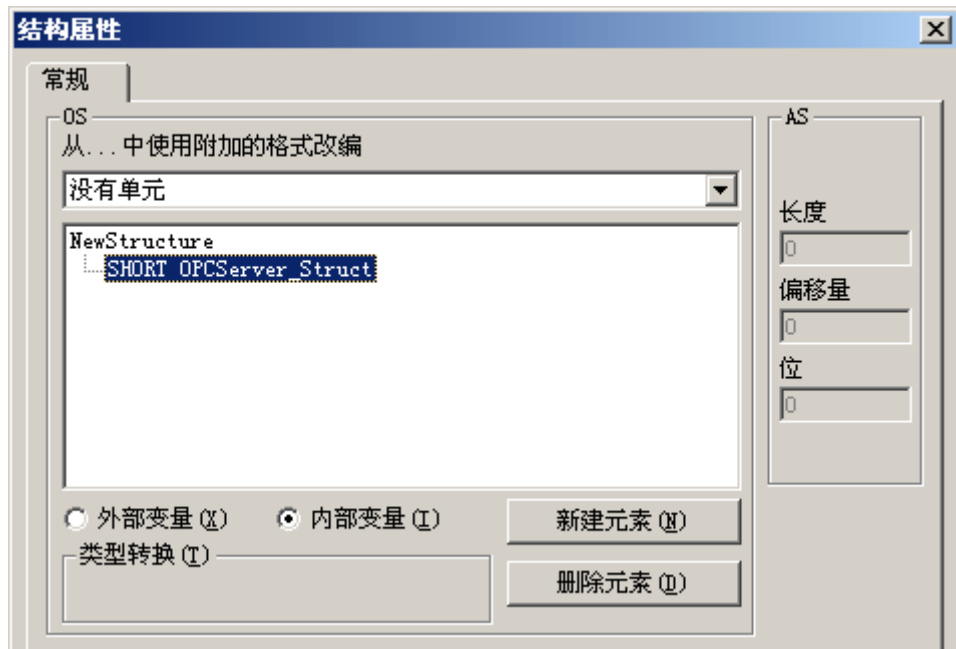 结构属性
常规
OS
从...中使用附加的格式改编
没有单元
NewStructure
SHORT OPCServer_Struct
外部变量(X)
内部变量(I)
新建元素(N)
类型转换(T)
删除元素(D)
AS
长度
0
偏移量
0
位
0